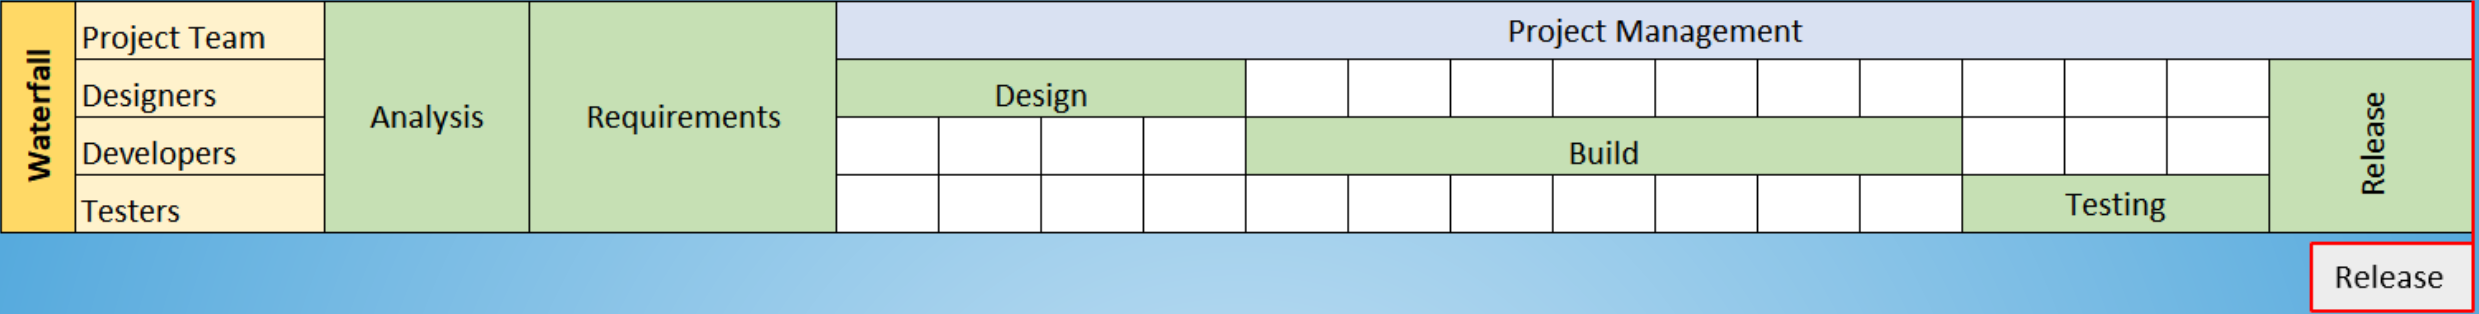 Waterfall
Project Team
Designers
Developers
Testers
Analysis
Requirements
Project Management
Design
Build
Testing
Release
Release